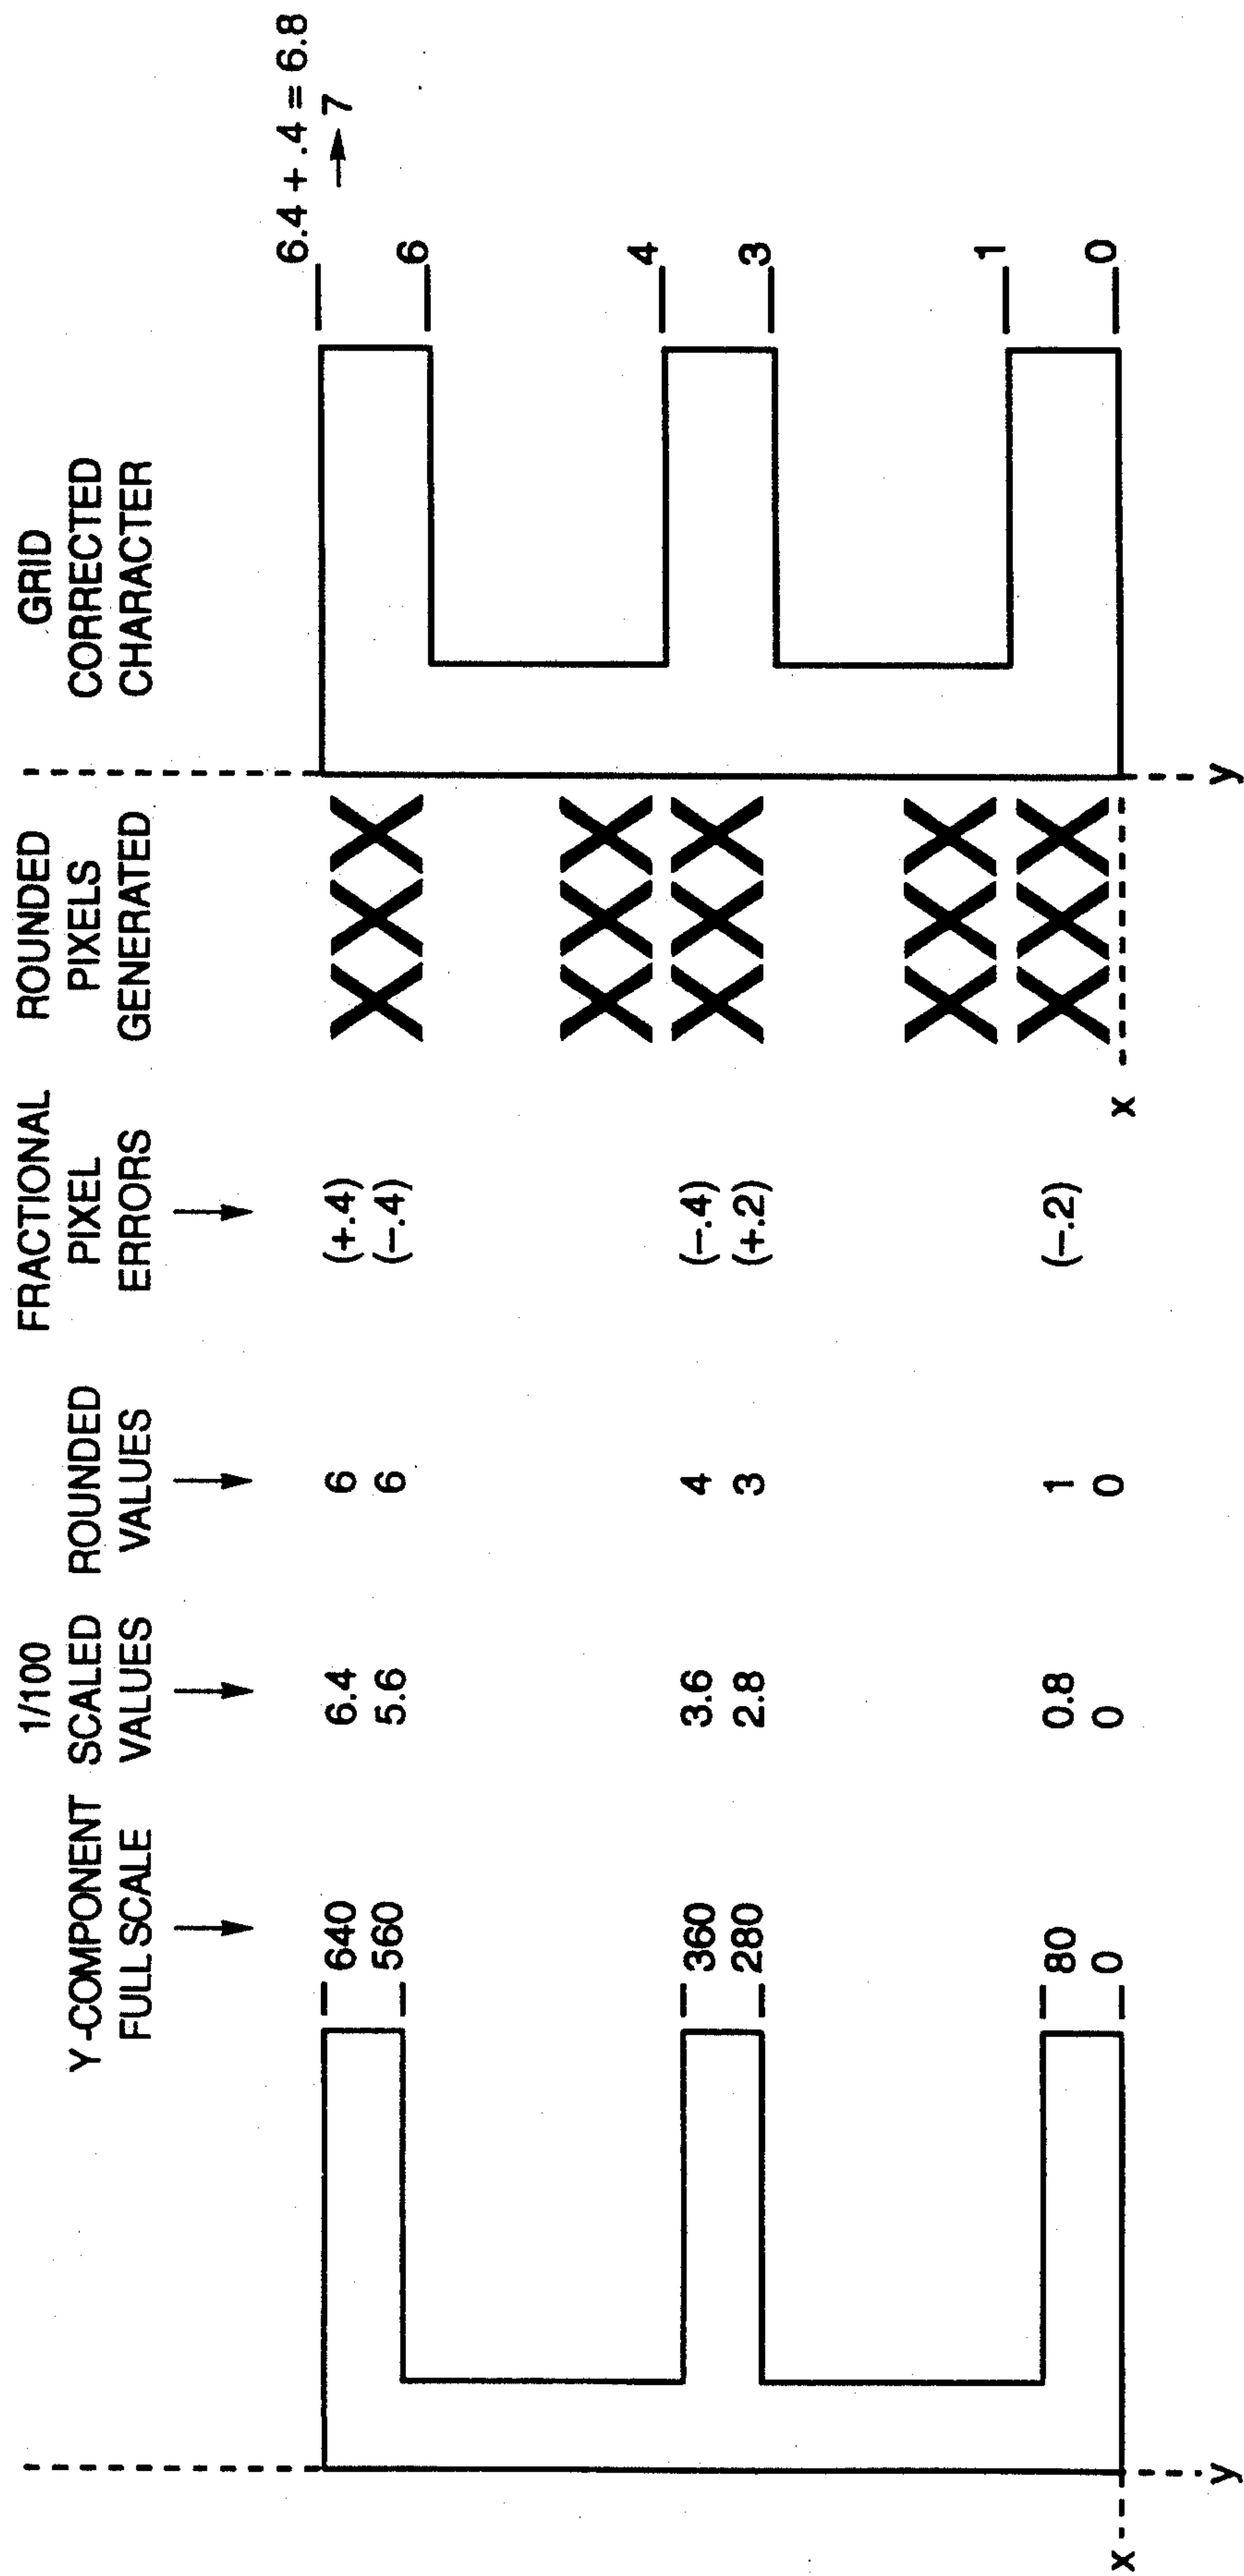 Y-COMPONENT
FULL SCALE
1/100
SCALED
VALUES
ROUNDED
VALUES
FRACTIONAL
PIXEL
ERRORS
ROUNDED
PIXELS
GENERATED
GRID
CORRECTED
CHARACTER
640
560
360
280
80
0
6.4
5.6
3.6
2.8
0.8
0
6
6
4
3
1
0
(+.4)
(-.4)
(-.4)
(+.2)
(-.2)
XXX
XXX
XXX
XXX
XXX
6.4 + .4 = 6.8
→ 7
6
4
3
1
0
x
y
x
y